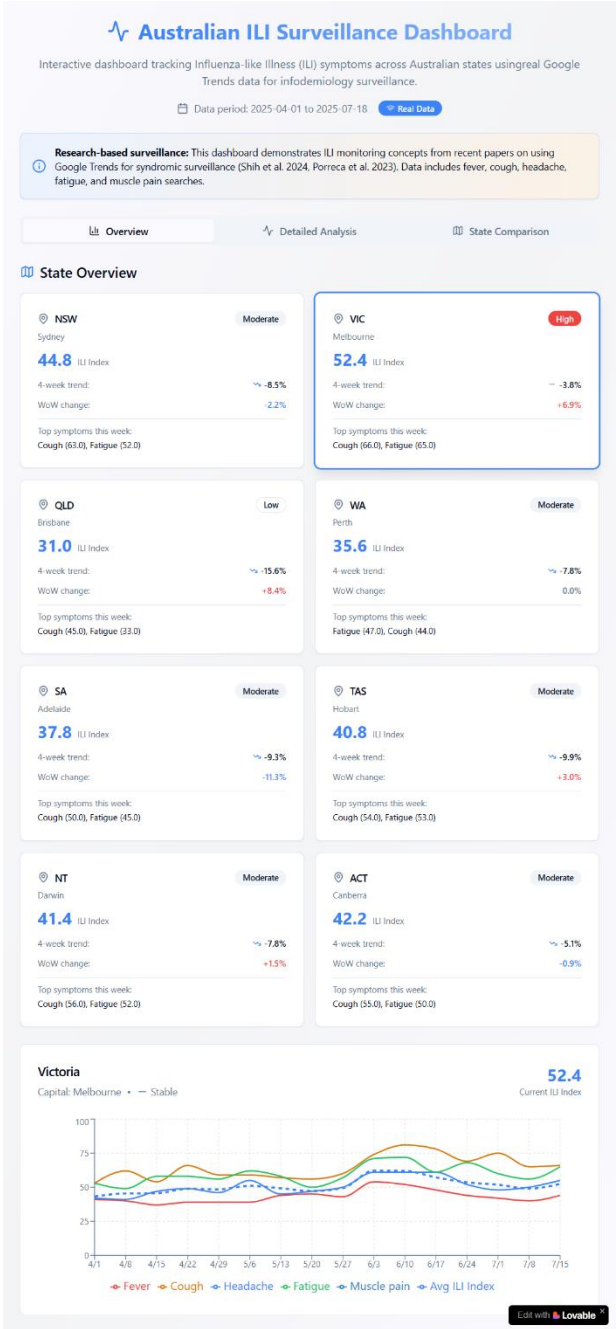 Australian ILI Surveillance Dashboard
Interactive dashboard tracking Influenza-like Illness (ILI) symptoms across Australian states usingreal Google
Trends data for infodemiology surveillance.
Data period: 2025-04-01 to 2025-07-18 Real Data
Research-based surveillance: This dashboard demonstrates ILI monitoring concepts from recent papers on using
Google Trends for syndromic surveillance (Shih et al. 2024, Porreca et al. 2023). Data includes fever, cough, headache,
fatigue, and muscle pain searches.
Overview Detailed Analysis State Comparison
State Overview
NSW Moderate
Sydney
44.8 ILI Index
4-week trend: -8.5%
WoW change: -2.2%
Top symptoms this week:
Cough (63.0), Fatigue (52.0)
VIC High
Melbourne
52.4 ILI Index
4-week trend: -3.8%
WoW change: +6.9%
Top symptoms this week:
Cough (66.0), Fatigue (65.0)
QLD Low
Brisbane
31.0 ILI Index
4-week trend: -15.6%
WoW change: +8.4%
Top symptoms this week:
Cough (45.0), Fatigue (33.0)
WA Moderate
Perth
35.6 ILI Index
4-week trend: -7.8%
WoW change: 0.0%
Top symptoms this week:
Fatigue (47.0), Cough (44.0)
SA Moderate
Adelaide
37.8 ILI Index
4-week trend: -9.3%
WoW change: -11.3%
Top symptoms this week:
Cough (50.0), Fatigue (45.0)
TAS Moderate
Hobart
40.8 ILI Index
4-week trend: -9.9%
WoW change: +3.0%
Top symptoms this week:
Cough (54.0), Fatigue (53.0)
NT Moderate
Darwin
41.4 ILI Index
4-week trend: -7.8%
WoW change: +1.5%
Top symptoms this week:
Cough (56.0), Fatigue (52.0)
ACT Moderate
Canberra
42.2 ILI Index
4-week trend: -5.1%
WoW change: -0.9%
Top symptoms this week:
Cough (55.0), Fatigue (50.0)
Victoria 52.4
Capital: Melbourne • Stable Current ILI Index
100
75
50
25
0
4/1 4/8 4/15 4/22 4/29 5/6 5/13 5/20 5/27 6/3 6/10 6/17 6/24 7/1 7/8 7/15
Fever Cough Headache Fatigue Muscle pain Avg ILI Index
Edit with Lovable ×